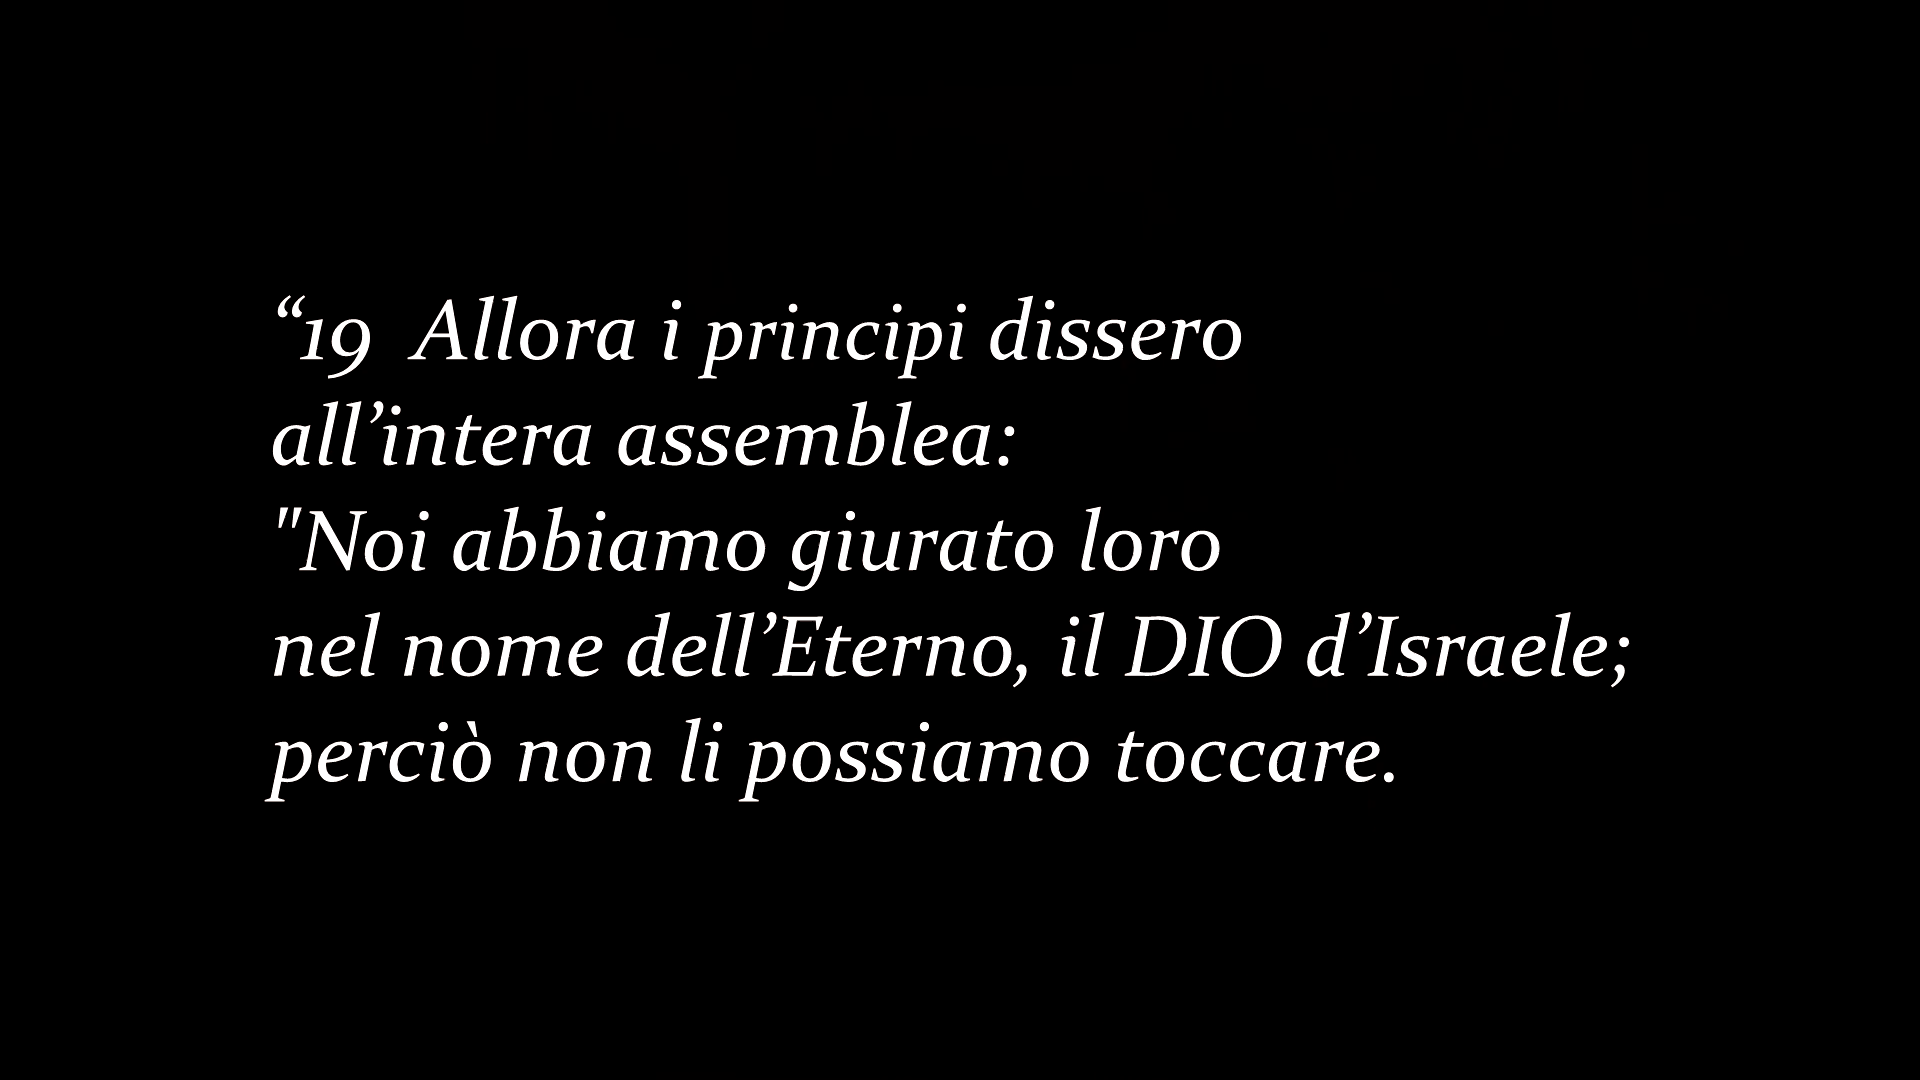 “19  Allora i principi dissero
all’intera assemblea:
"Noi abbiamo giurato loro
nel nome dell’Eterno, il DIO d’Israele;
perciò non li possiamo toccare.